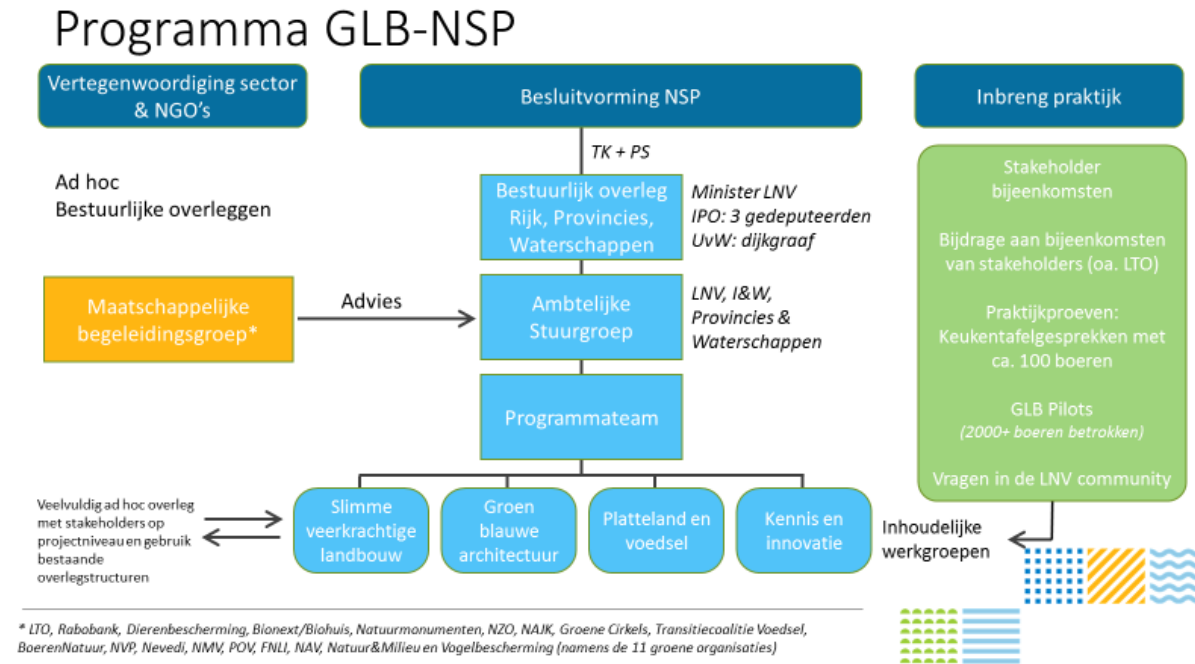 Programma GLB-NSP
Vertegenwoordiging sector
& NGO's
Besluitvorming NSP
Inbreng praktijk
Ad hoc
Bestuurlijke overleggen
TK + PS
Bestuurlijk overleg
Rijk, Provincies,
Waterschappen
Minister LNV
IPO: 3 gedeputeerden
UvW: dijkgraaf
Maatschappelijke
begeleidingsgroep*
Advies
Ambtelijke
Stuurgroep
LNV, I&W,
Provincies &
Waterschappen
Programmateam
Stakeholder
bijeenkomsten
Bijdrage aan bijeenkomsten
van stakeholders (oa. LTO)
Praktijkproeven:
Keukentafelgesprekken met
ca. 100 boeren
GLB Pilots
(2000+ boeren betrokken)
Vragen in de LNV community
Veelvuldig ad hoc overleg
met stakeholders op
projectniveau en gebruik
bestaande
overlegstructuren
Slimme
veerkrachtige
landbouw
Groen
blauwe
architectuur
Platteland en
voedsel
Kennis en
innovatie
Inhoudelijke
werkgroepen
* LTO, Rabobank, Dierenbescherming, Bionext/Biohuis, Natuurmonumenten, NZO, NAJK, Groene Cirkels, Transitiecoalitie Voedsel,
BoerenNatuur, NVP, Nevedi, NMV, POV, FNLI, NAV, Natuur&Milieu en Vogelbescherming (namens de 11 groene organisaties)